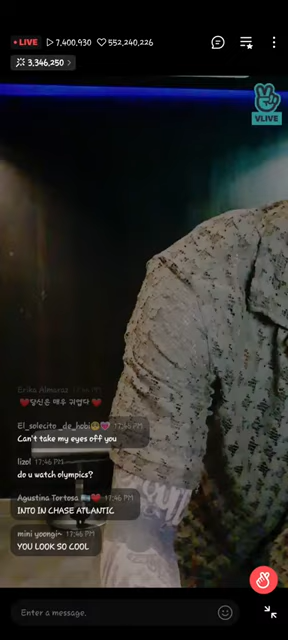 LIVE 7,400,930 552,240,226
3,346,250
VLIVE
Erika Almaraz
❤️당신은 매우 귀엽다❤️
El_solecito _de_hobi🥺💖 17:46 PM
Can't take my eyes off you
lizol 17:46 PM
do u watch olympics?
Agustina Tortosa 🇦🇷❤️ 17:46 PM
INTO IN CHASE ATLANTIC
mini yoongi~ 17:46 PM
YOU LOOK SO COOL
Enter a message.